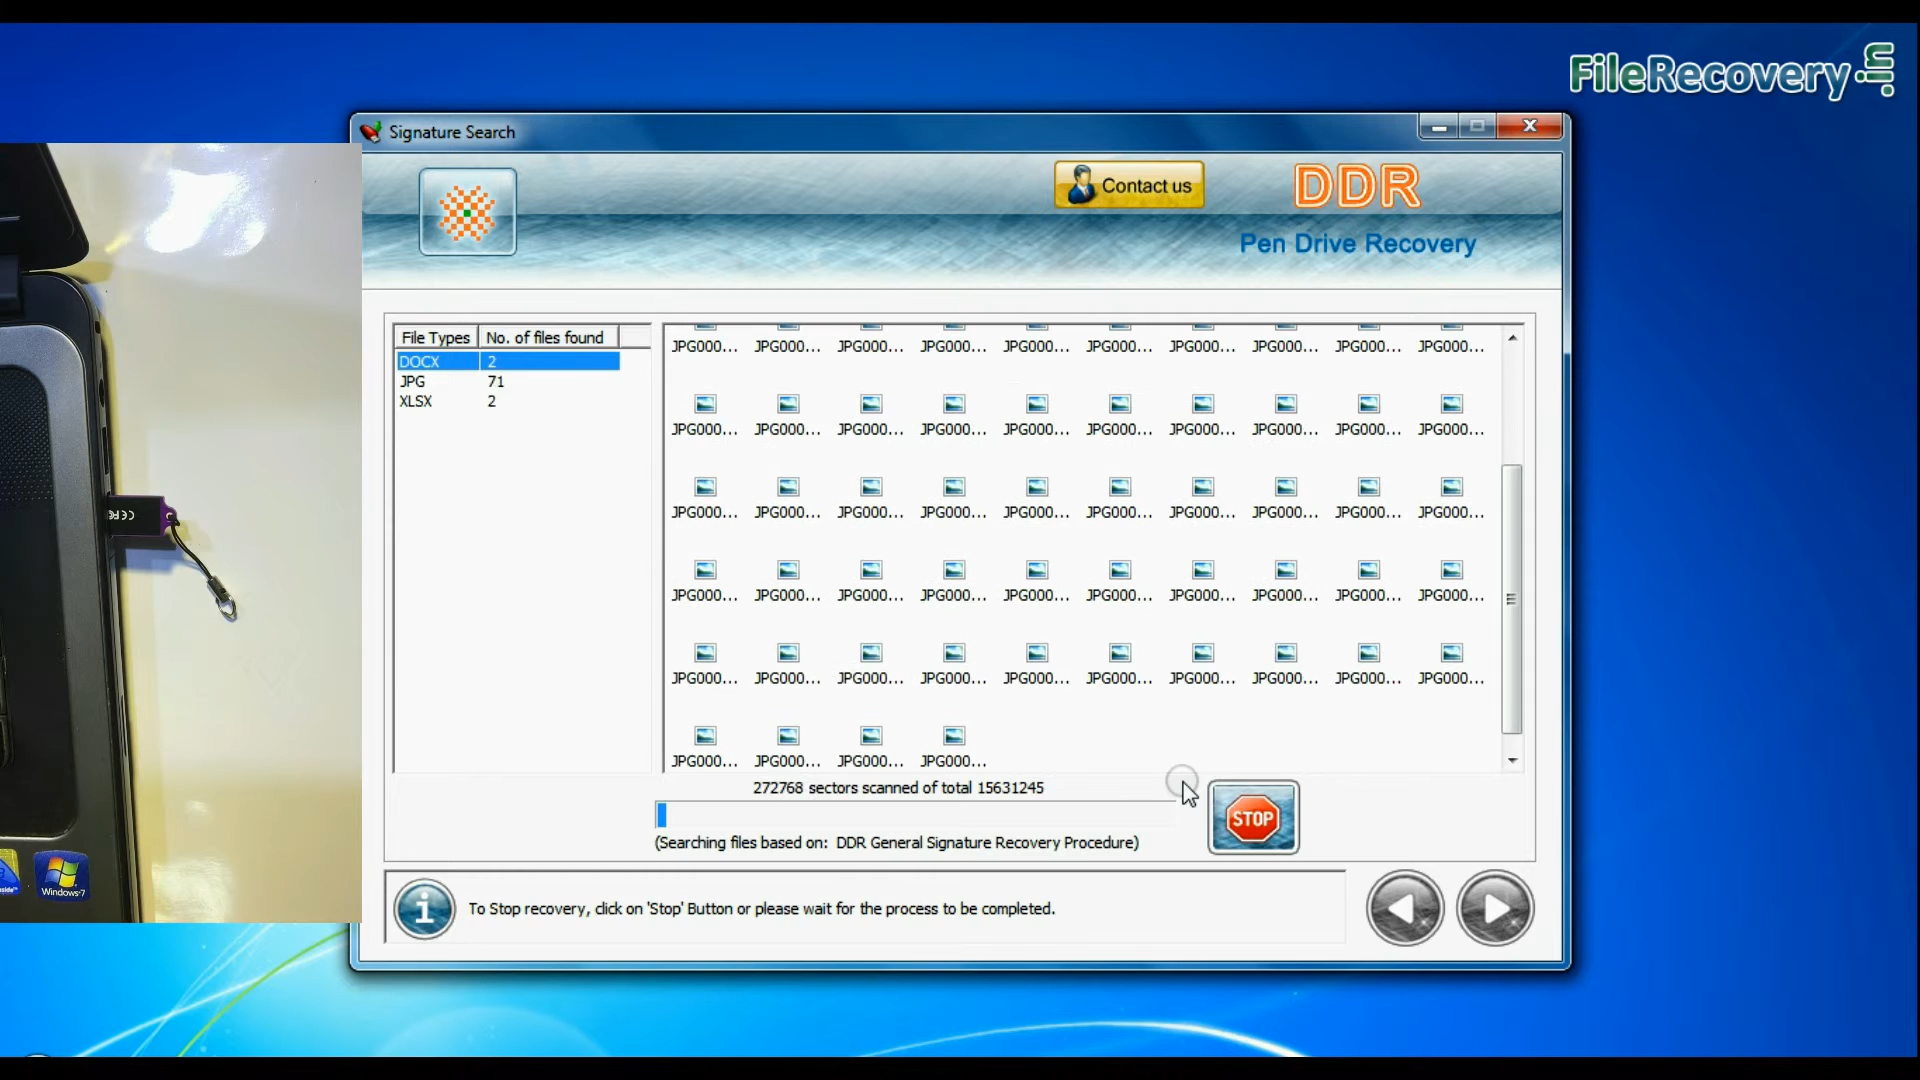 FileRecovery.in
Signature Search
Contact us
DDR
Pen Drive Recovery
File Types No. of files found
DOCX 2
JPG 71
XLSX 2
JPG000... JPG000... JPG000... JPG000... JPG000... JPG000... JPG000... JPG000... JPG000... JPG000...
JPG000... JPG000... JPG000... JPG000... JPG000... JPG000... JPG000... JPG000... JPG000... JPG000...
JPG000... JPG000... JPG000... JPG000... JPG000... JPG000... JPG000... JPG000... JPG000... JPG000...
JPG000... JPG000... JPG000... JPG000... JPG000... JPG000... JPG000... JPG000... JPG000... JPG000...
JPG000... JPG000... JPG000... JPG000... JPG000... JPG000... JPG000... JPG000... JPG000... JPG000...
JPG000... JPG000... JPG000... JPG000...
272768 sectors scanned of total 15631245
STOP
(Searching files based on: DDR General Signature Recovery Procedure)
To Stop recovery, click on 'Stop' Button or please wait for the process to be completed.
Windows 7